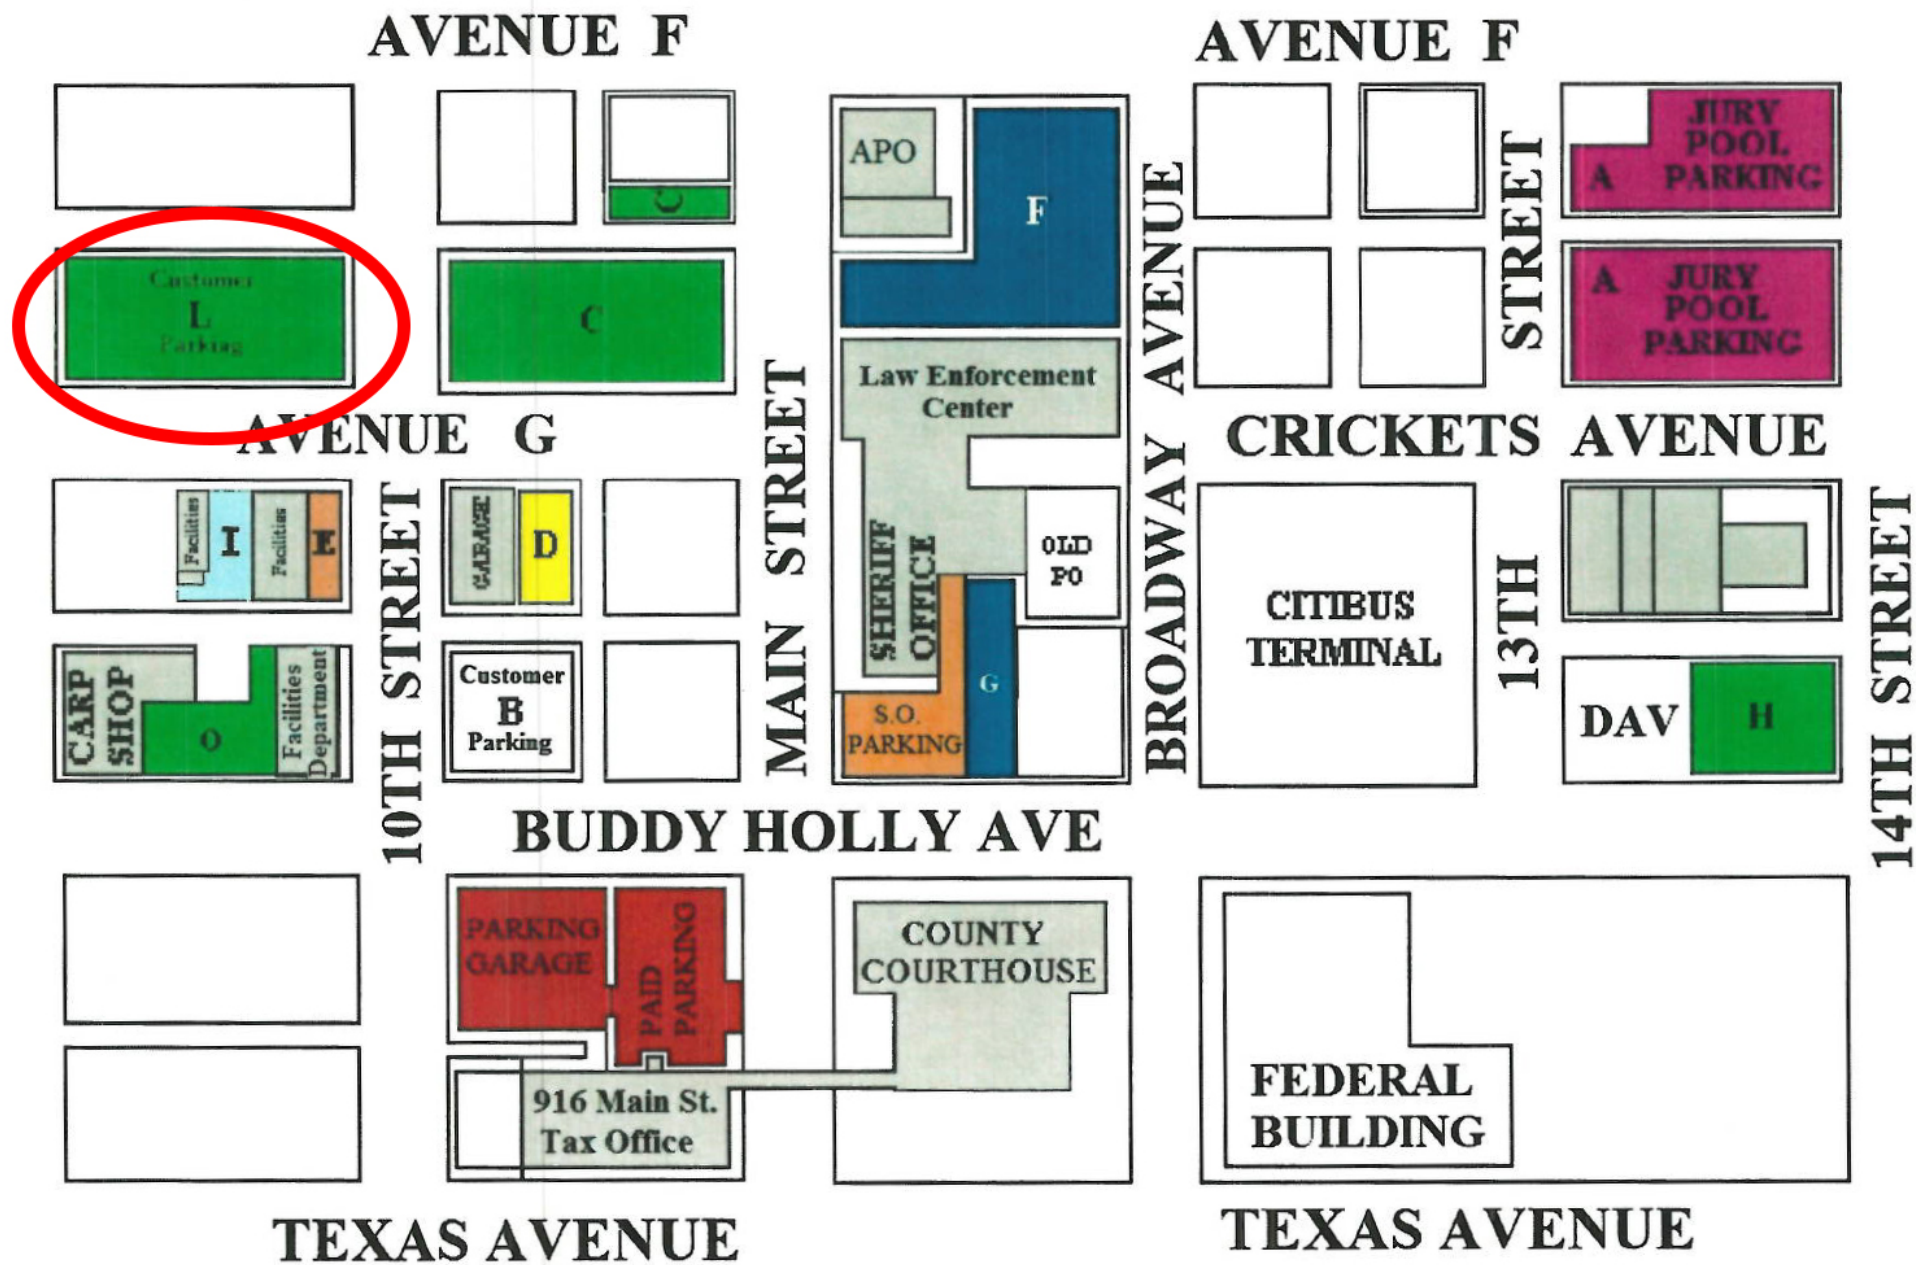 AVENUE F
AVENUE F
JURY
POOL
A PARKING
APO
F
C
Customer
L
Parking
C
A JURY
POOL
PARKING
STREET
BROADWAY AVENUE
Law Enforcement
Center
AVENUE G
CRICKETS AVENUE
MAIN STREET
10TH STREET
13TH
14TH STREET
Facilities
I
Facilities
E
GARAGE
D
SHERIFF
OFFICE
OLD
PO
CITIBUS
TERMINAL
CARP
SHOP
O
Facilities
Department
Customer
B
Parking
S.O.
PARKING
G
DAV
H
BUDDY HOLLY AVE
PARKING
GARAGE
PAID
PARKING
COUNTY
COURTHOUSE
916 Main St.
Tax Office
FEDERAL
BUILDING
TEXAS AVENUE
TEXAS AVENUE